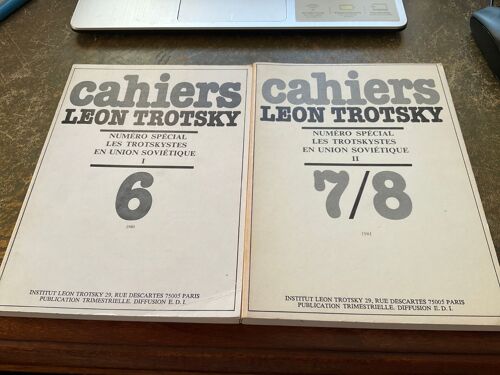 cahiers
LEON TROTSKY
NUMÉRO SPÉCIAL
LES TROTSKYSTES
EN UNION SOVIÉTIQUE
I
6
1980
INSTITUT LEON TROTSKY 29, RUE DESCARTES 75005 PARIS
PUBLICATION TRIMESTRIELLE. DIFFUSION E. D. I.
cahiers
LEON TROTSKY
NUMÉRO SPÉCIAL
LES TROTSKYSTES
EN UNION SOVIÉTIQUE
II
7/8
1981
INSTITUT LEON TROTSKY 29, RUE DESCARTES 75005 PARIS
PUBLICATION TRIMESTRIELLE. DIFFUSION E. D. I.